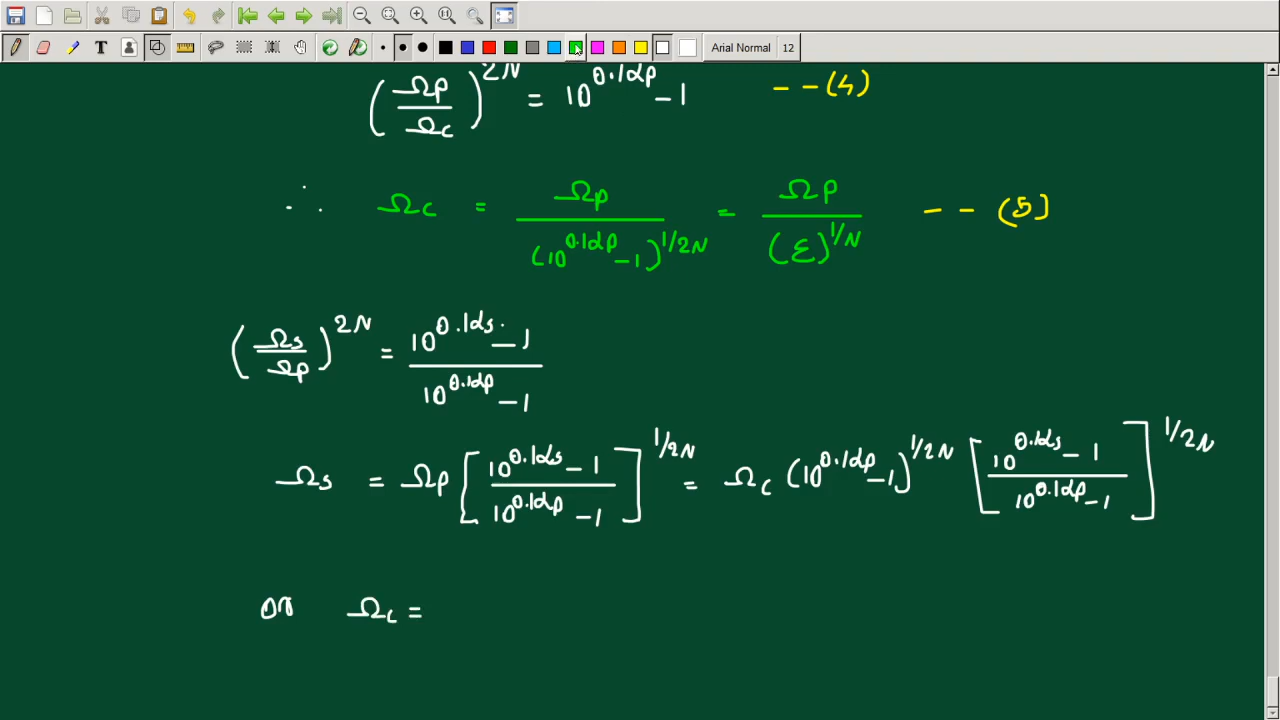 T Arial Normal 12
(Ωp/Ωc)^2N = 10^0.1αp − 1 -- (4)
∴ Ωc = Ωp/(10^0.1αp − 1)^1/2N = Ωp/(ε)^1/N -- (5)
(Ωs/Ωp)^2N = (10^0.1αs − 1)/(10^0.1αp − 1)
Ωs = Ωp [(10^0.1αs − 1)/(10^0.1αp − 1)]^1/2N = Ωc (10^0.1αp − 1)^1/2N [(10^0.1αs − 1)/(10^0.1αp − 1)]^1/2N
or Ωc =